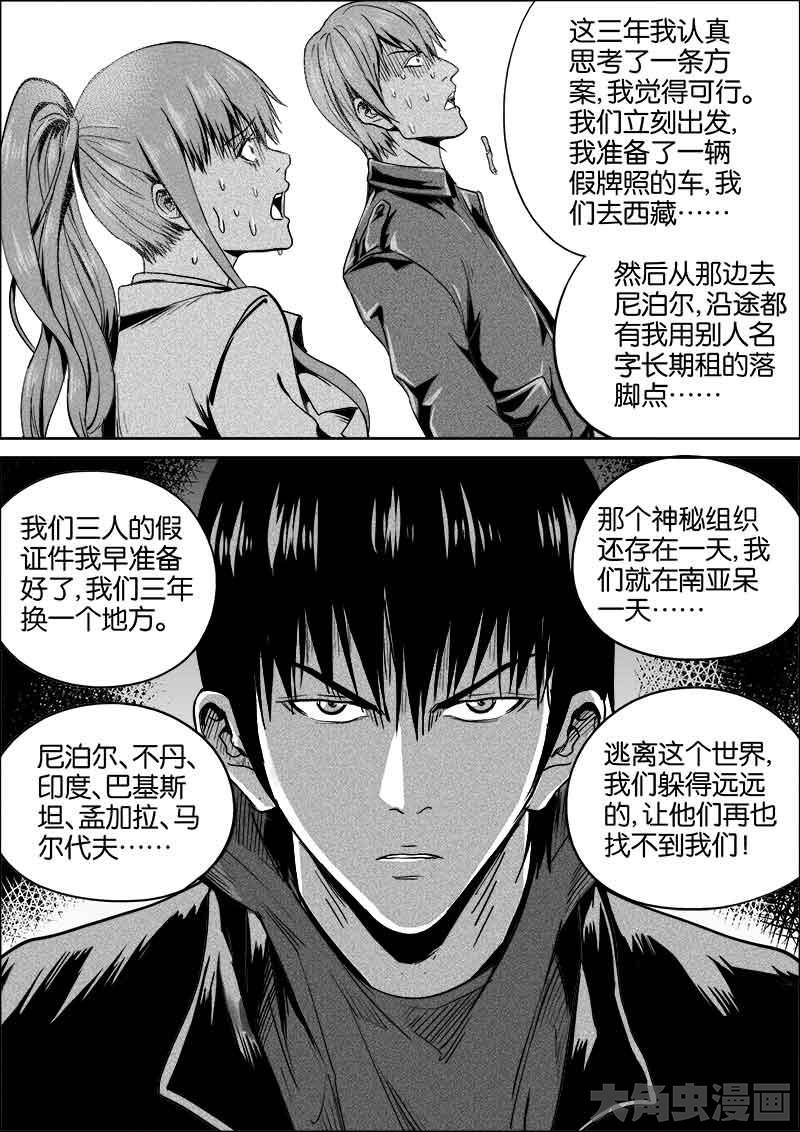 这三年我认真
思考了一条方
案，我觉得可行。
我们立刻出发，
我准备了一辆
假牌照的车，我
们去西藏……
然后从那边去
尼泊尔，沿途都
有我用别人名
字长期租的落
脚点……
我们三人的假
证件我早准备
好了，我们三年
换一个地方。
那个神秘组织
还存在一天，我
们就在南亚呆
一天……
尼泊尔、不丹、
印度、巴基斯
坦、孟加拉、马
尔代夫……
逃离这个世界，
我们躲得远远
的，让他们再也
找不到我们！
大角虫漫画